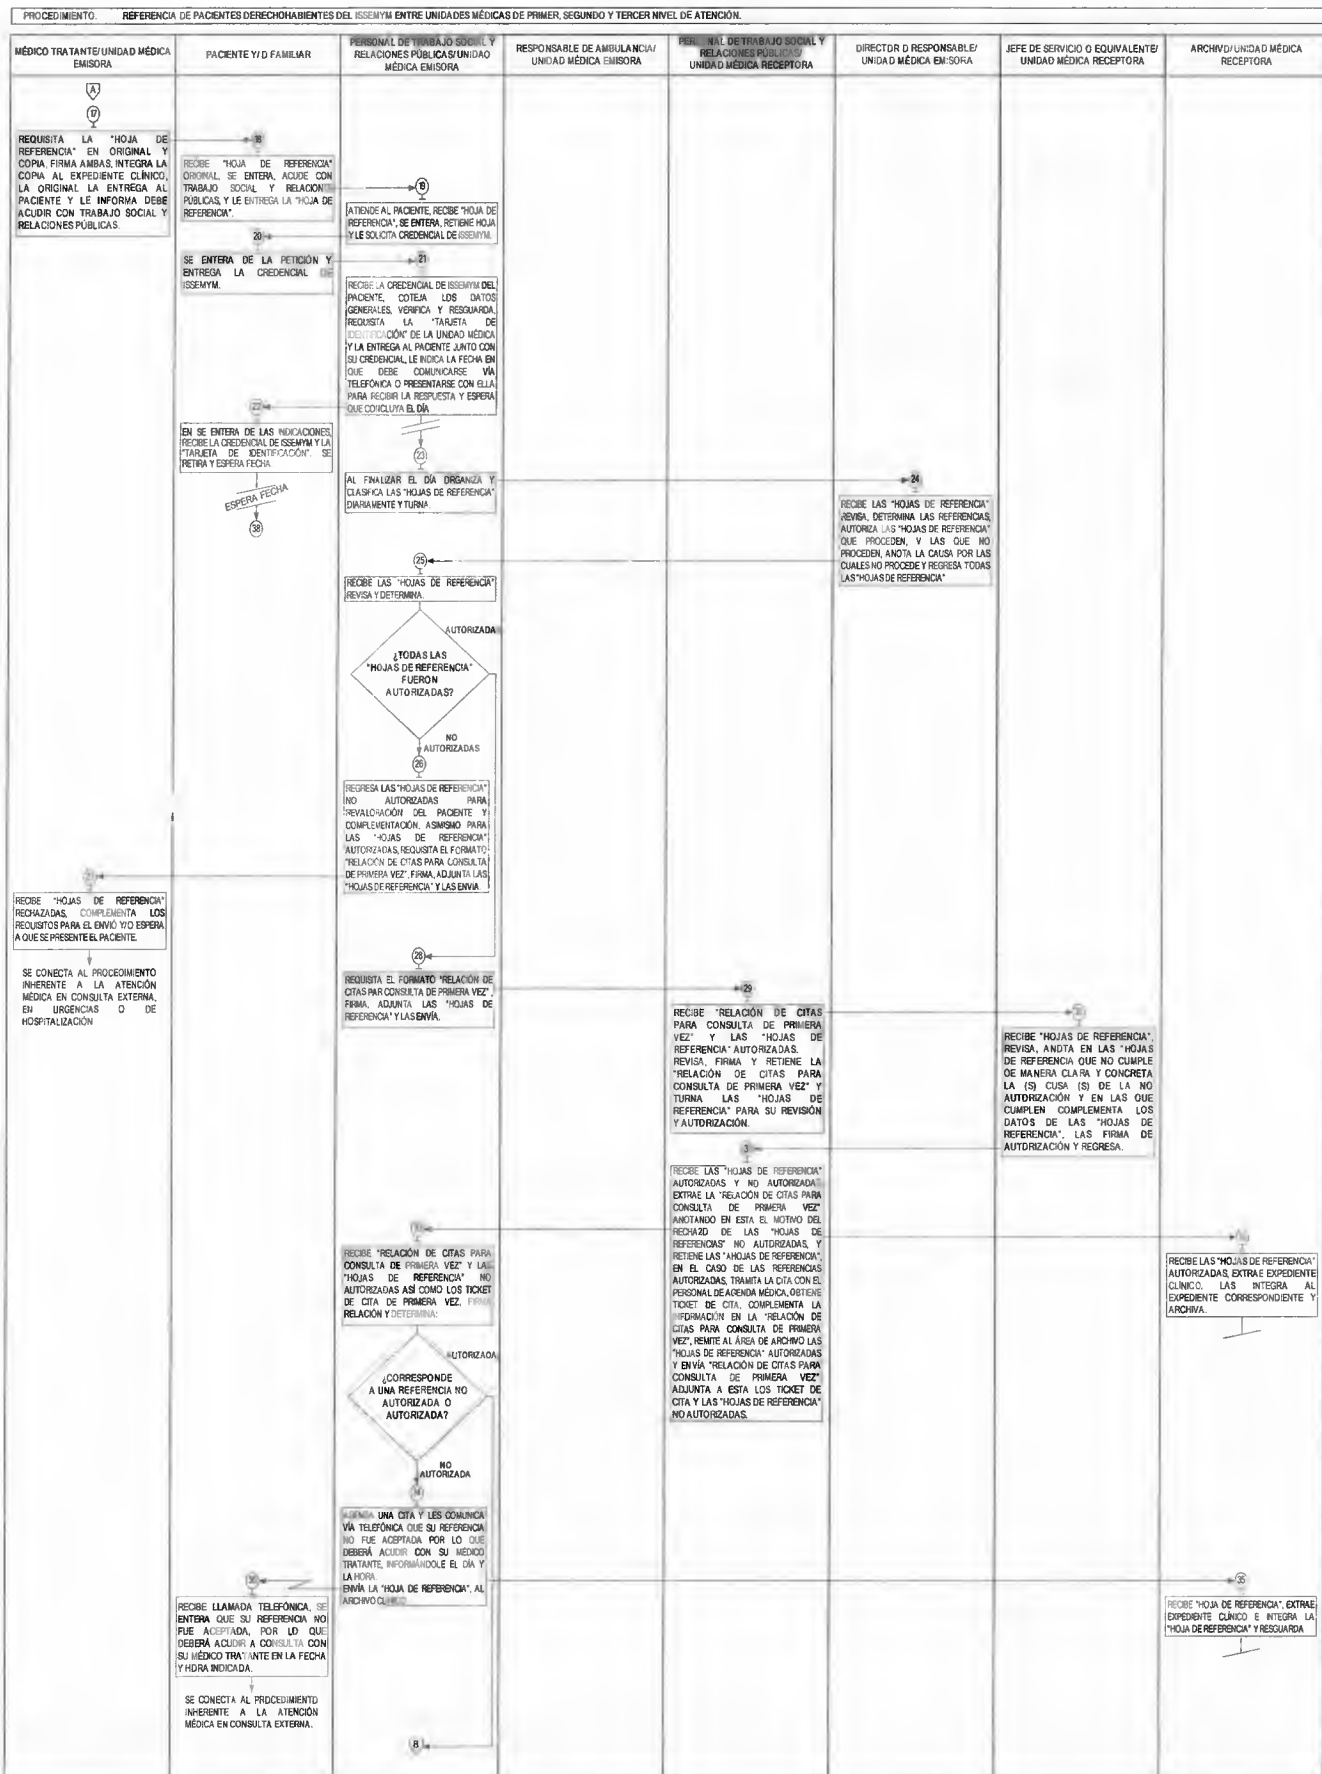 PROCEDIMIENTO. REFERENCIA DE PACIENTES DERECHOHABIENTES DEL ISSEMYM ENTRE UNIDADES MÉDICAS DE PRIMER, SEGUNDO Y TERCER NIVEL DE ATENCIÓN.
MÉDICO TRATANTE/UNIDAD MÉDICA
EMISORA
PACIENTE Y/O FAMILIAR
PERSONAL DE TRABAJO SOCIAL Y
RELACIONES PÚBLICAS/UNIDAD
MÉDICA EMISORA
RESPONSABLE DE AMBULANCIA/
UNIDAD MÉDICA EMISORA
PERSONAL DE TRABAJO SOCIAL Y
RELACIONES PÚBLICAS/
UNIDAD MÉDICA RECEPTORA
DIRECTOR O RESPONSABLE/
UNIDAD MÉDICA EMISORA
JEFE DE SERVICIO O EQUIVALENTE/
UNIDAD MÉDICA RECEPTORA
ARCHIVO/UNIDAD MÉDICA
RECEPTORA
A
17
REQUISITA LA "HOJA DE
REFERENCIA" EN ORIGINAL Y
COPIA, FIRMA AMBAS, INTEGRA LA
COPIA AL EXPEDIENTE CLÍNICO,
LA ORIGINAL LA ENTREGA AL
PACIENTE Y LE INFORMA DEBE
ACUDIR CON TRABAJO SOCIAL Y
RELACIONES PÚBLICAS.
18
RECIBE "HOJA DE REFERENCIA"
ORIGINAL, SE ENTERA, ACUDE CON
TRABAJO SOCIAL Y RELACIONES
PÚBLICAS, Y LE ENTREGA LA "HOJA DE
REFERENCIA".
19
ATIENDE AL PACIENTE, RECIBE "HOJA DE
REFERENCIA", SE ENTERA, RETIENE HOJA
Y LE SOLICITA CREDENCIAL DE ISSEMYM.
20
SE ENTERA DE LA PETICIÓN Y
ENTREGA LA CREDENCIAL DE
ISSEMYM.
21
RECIBE LA CREDENCIAL DE ISSEMYM DEL
PACIENTE, COTEJA LOS DATOS
GENERALES, VERIFICA Y RESGUARDA,
REQUISITA LA "TARJETA DE
IDENTIFICACIÓN" DE LA UNIDAD MÉDICA
Y LA ENTREGA AL PACIENTE JUNTO CON
SU CREDENCIAL, LE INDICA LA FECHA EN
QUE DEBE COMUNICARSE VÍA
TELEFÓNICA O PRESENTARSE CON ELLA
PARA RECIBIR LA RESPUESTA Y ESPERA
QUE CONCLUYA EL DÍA
22
EN SE ENTERA DE LAS INDICACIONES,
RECIBE LA CREDENCIAL DE ISSEMYM Y LA
"TARJETA DE IDENTIFICACIÓN". SE
RETIRA Y ESPERA FECHA
ESPERA FECHA
38
23
AL FINALIZAR EL DÍA ORGANIZA Y
CLASIFICA LAS "HOJAS DE REFERENCIA"
DIARIAMENTE Y TURNA.
24
RECIBE LAS "HOJAS DE REFERENCIA"
REVISA, DETERMINA LAS REFERENCIAS,
AUTORIZA LAS "HOJAS DE REFERENCIA"
QUE PROCEDEN, Y LAS QUE NO
PROCEDEN, ANOTA LA CAUSA POR LAS
CUALES NO PROCEDE Y REGRESA TODAS
LAS "HOJAS DE REFERENCIA"
25
RECIBE LAS "HOJAS DE REFERENCIA"
REVISA Y DETERMINA.
AUTORIZADA
¿TODAS LAS
"HOJAS DE REFERENCIA"
FUERON
AUTORIZADAS?
NO
AUTORIZADAS
26
REGRESA LAS "HOJAS DE REFERENCIA"
NO AUTORIZADAS PARA
REVALORACIÓN DEL PACIENTE Y
COMPLEMENTACIÓN, ASIMISMO PARA
LAS "HOJAS DE REFERENCIA"
AUTORIZADAS, REQUISITA EL FORMATO
"RELACIÓN DE CITAS PARA CONSULTA
DE PRIMERA VEZ", FIRMA, ADJUNTA LAS
"HOJAS DE REFERENCIA" Y LAS ENVÍA.
RECIBE "HOJAS DE REFERENCIA"
RECHAZADAS, COMPLEMENTA LOS
REQUISITOS PARA EL ENVIÓ Y/O ESPERA
A QUE SE PRESENTE EL PACIENTE.
SE CONECTA AL PROCEDIMIENTO
INHERENTE A LA ATENCIÓN
MÉDICA EN CONSULTA EXTERNA,
EN URGENCIAS O DE
HOSPITALIZACIÓN
28
REQUISITA EL FORMATO "RELACIÓN DE
CITAS PAR CONSULTA DE PRIMERA VEZ",
FIRMA, ADJUNTA LAS "HOJAS DE
REFERENCIA" Y LAS ENVÍA.
29
RECIBE "RELACIÓN DE CITAS
PARA CONSULTA DE PRIMERA
VEZ" Y LAS "HOJAS DE
REFERENCIA" AUTORIZADAS.
REVISA, FIRMA Y RETIENE LA
"RELACIÓN DE CITAS PARA
CONSULTA DE PRIMERA VEZ" Y
TURNA LAS "HOJAS DE
REFERENCIA" PARA SU REVISIÓN
Y AUTORIZACIÓN.
RECIBE "HOJAS DE REFERENCIA",
REVISA, ANOTA EN LAS "HOJAS
DE REFERENCIA QUE NO CUMPLE
DE MANERA CLARA Y CONCRETA
LA (S) CUSA (S) DE LA NO
AUTORIZACIÓN Y EN LAS QUE
CUMPLEN COMPLEMENTA LOS
DATOS DE LAS "HOJAS DE
REFERENCIA", LAS FIRMA DE
AUTORIZACIÓN Y REGRESA.
3
RECIBE LAS "HOJAS DE REFERENCIA"
AUTORIZADAS Y NO AUTORIZADA
EXTRAE LA "RELACIÓN DE CITAS PARA
CONSULTA DE PRIMERA VEZ"
ANOTANDO EN ESTA EL MOTIVO DEL
RECHAZO DE LAS "HOJAS DE
REFERENCIAS" NO AUTORIZADAS, Y
RETIENE LAS "AHOJAS DE REFERENCIA",
EN EL CASO DE LAS REFERENCIAS
AUTORIZADAS, TRAMITA LA CITA CON EL
PERSONAL DE AGENDA MÉDICA, OBTIENE
TICKET DE CITA, COMPLEMENTA LA
INFORMACIÓN EN LA "RELACIÓN DE
CITAS PARA CONSULTA DE PRIMERA
VEZ", REMITE AL ÁREA DE ARCHIVO LAS
"HOJAS DE REFERENCIA" AUTORIZADAS
Y ENVÍA "RELACIÓN DE CITAS PARA
CONSULTA DE PRIMERA VEZ"
ADJUNTA A ESTA LOS TICKET DE
CITA Y LAS "HOJAS DE REFERENCIA"
NO AUTORIZADAS.
RECIBE "RELACIÓN DE CITAS PARA
CONSULTA DE PRIMERA VEZ" Y LAS
"HOJAS DE REFERENCIA" NO
AUTORIZADAS ASÍ COMO LOS TICKET
DE CITA DE PRIMERA VEZ, FIRMA
RELACIÓN Y DETERMINA:
RECIBE LAS "HOJAS DE REFERENCIA"
AUTORIZADAS, EXTRAE EXPEDIENTE
CLÍNICO, LAS INTEGRA AL
EXPEDIENTE CORRESPONDIENTE Y
ARCHIVA.
AUTORIZADA
¿CORRESPONDE
A UNA REFERENCIA NO
AUTORIZADA O
AUTORIZADA?
NO
AUTORIZADA
34
AGENDA UNA CITA Y LES COMUNICA
VÍA TELEFÓNICA QUE SU REFERENCIA
NO FUE ACEPTADA POR LO QUE
DEBERÁ ACUDIR CON SU MÉDICO
TRATANTE, INFORMÁNDOLE EL DÍA Y
LA HORA.
ENVÍA LA "HOJA DE REFERENCIA", AL
ARCHIVO CLÍNICO
35
RECIBE "HOJA DE REFERENCIA", EXTRAE
EXPEDIENTE CLÍNICO E INTEGRA LA
"HOJA DE REFERENCIA" Y RESGUARDA
36
RECIBE LLAMADA TELEFÓNICA, SE
ENTERA QUE SU REFERENCIA NO
FUE ACEPTADA, POR LO QUE
DEBERÁ ACUDIR A CONSULTA CON
SU MÉDICO TRATANTE EN LA FECHA
Y HORA INDICADA.
SE CONECTA AL PROCEDIMIENTO
INHERENTE A LA ATENCIÓN
MÉDICA EN CONSULTA EXTERNA.
B